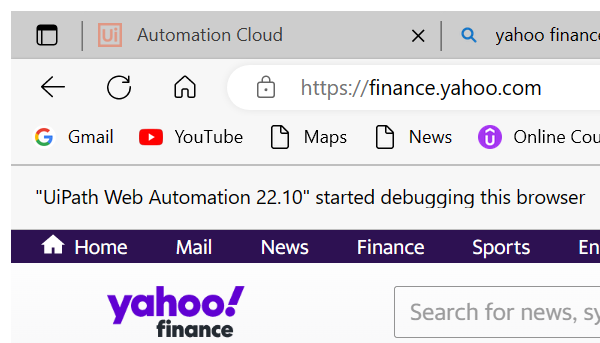 Ui Automation Cloud yahoo finance
https://finance.yahoo.com
Gmail YouTube Maps News Online Cou
"UiPath Web Automation 22.10" started debugging this browser
Home Mail News Finance Sports En
yahoo!
finance
Search for news, sy